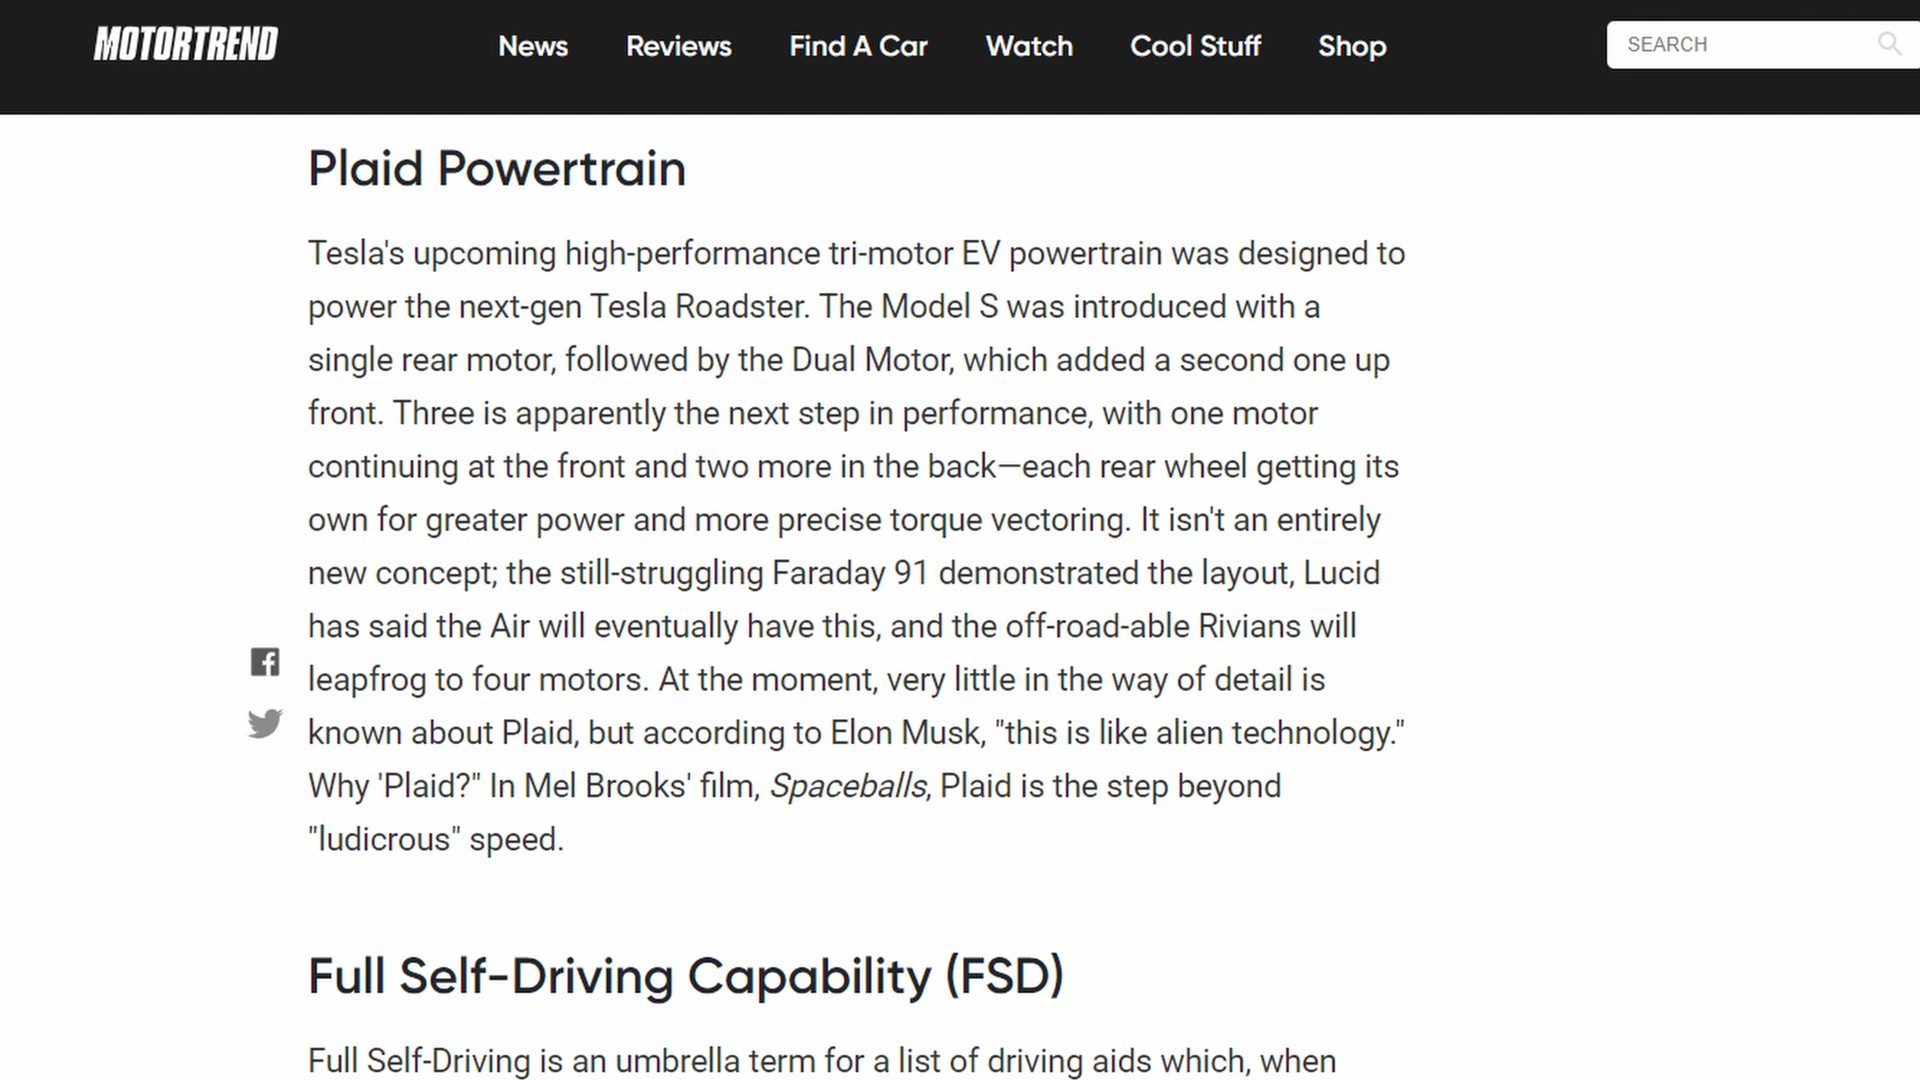 MOTORTREND
News Reviews Find A Car Watch Cool Stuff Shop
SEARCH
Plaid Powertrain
Tesla's upcoming high-performance tri-motor EV powertrain was designed to
power the next-gen Tesla Roadster. The Model S was introduced with a
single rear motor, followed by the Dual Motor, which added a second one up
front. Three is apparently the next step in performance, with one motor
continuing at the front and two more in the back—each rear wheel getting its
own for greater power and more precise torque vectoring. It isn't an entirely
new concept; the still-struggling Faraday 91 demonstrated the layout, Lucid
has said the Air will eventually have this, and the off-road-able Rivians will
leapfrog to four motors. At the moment, very little in the way of detail is
known about Plaid, but according to Elon Musk, "this is like alien technology."
Why 'Plaid?" In Mel Brooks' film, Spaceballs, Plaid is the step beyond
"ludicrous" speed.
Full Self-Driving Capability (FSD)
Full Self-Driving is an umbrella term for a list of driving aids which, when